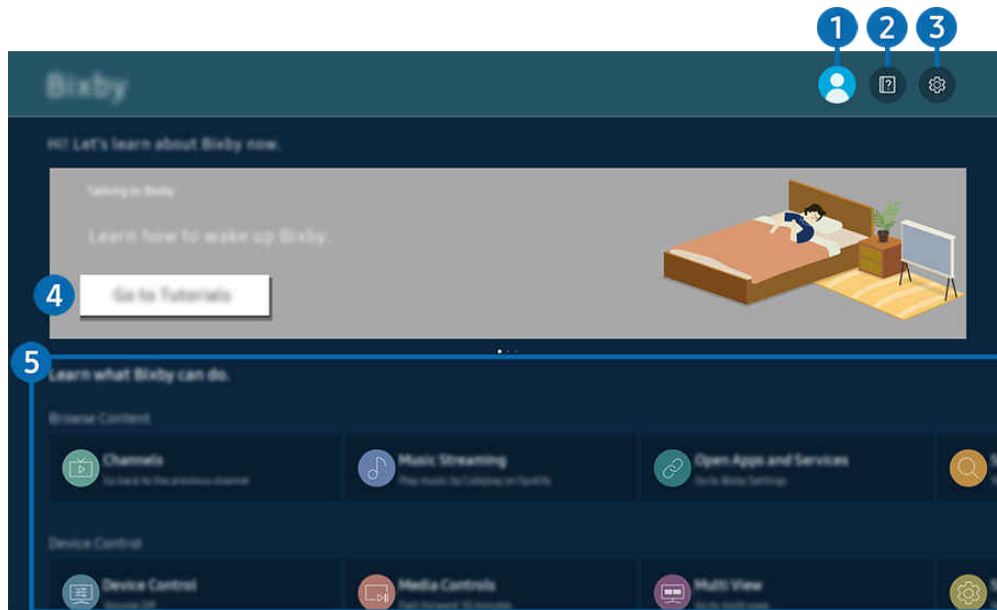 1 2 3
Bixby
Hi! Let's learn about Bixby now.
Talking to Bixby
Learn how to wake up Bixby.
4
Go to Tutorials
5
Learn what Bixby can do.
Browse Content
Channels
Go back to the previous channel
Music Streaming
Play music by Coldplay on Spotify
Open Apps and Services
Go to Bixby Settings
Device Control
Device Control
Media Controls
Multi View